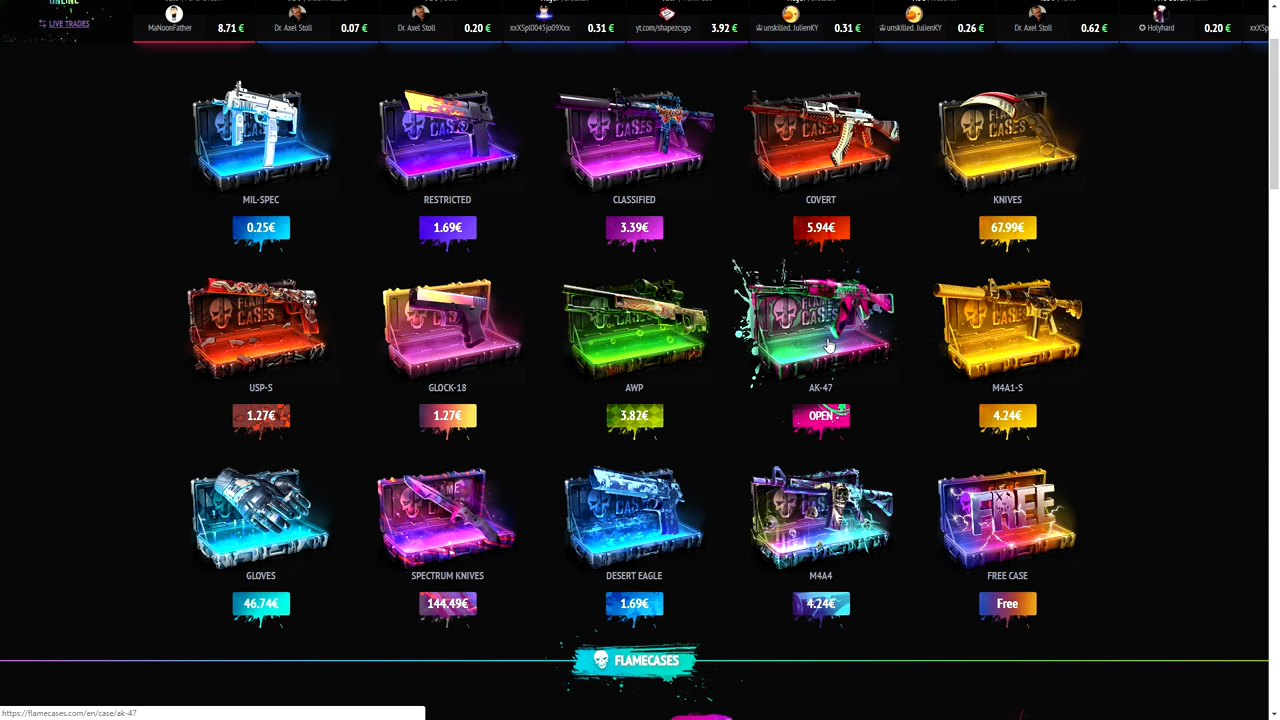 ONLINE
LIVE TRADES
MaNoonFather 8.71 €
Dr. Axel Stoll 0.07 €
Dr. Axel Stoll 0.20 €
xxXSpl0045jo09Xxx 0.31 €
yt.com/shapezcsgo 3.92 €
unskilled. JulienKY 0.31 €
unskilled. JulienKY 0.26 €
Dr. Axel Stoll 0.62 €
✪ Holyhard 0.20 €
MIL-SPEC
RESTRICTED
CLASSIFIED
COVERT
KNIVES
0.25€
1.69€
3.39€
5.94€
67.99€
USP-S
GLOCK-18
AWP
AK-47
M4A1-S
1.27€
1.27€
3.82€
OPEN
4.24€
FREE
GLOVES
SPECTRUM KNIVES
DESERT EAGLE
M4A4
FREE CASE
46.74€
144.49€
1.69€
4.24€
Free
FLAMECASES
https://flamecases.com/en/case/ak-47